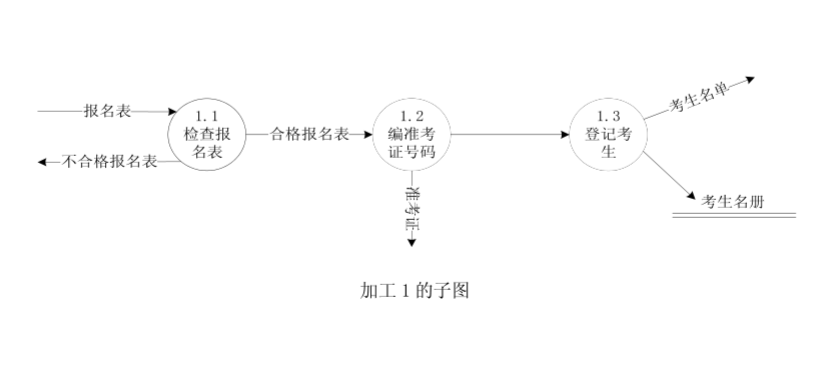 报名表
不合格报名表
1.1
检查报
名表
合格报名表
1.2
编准考
证号码
准考证
1.3
登记考
生
考生名单
考生名册
加工 1 的子图